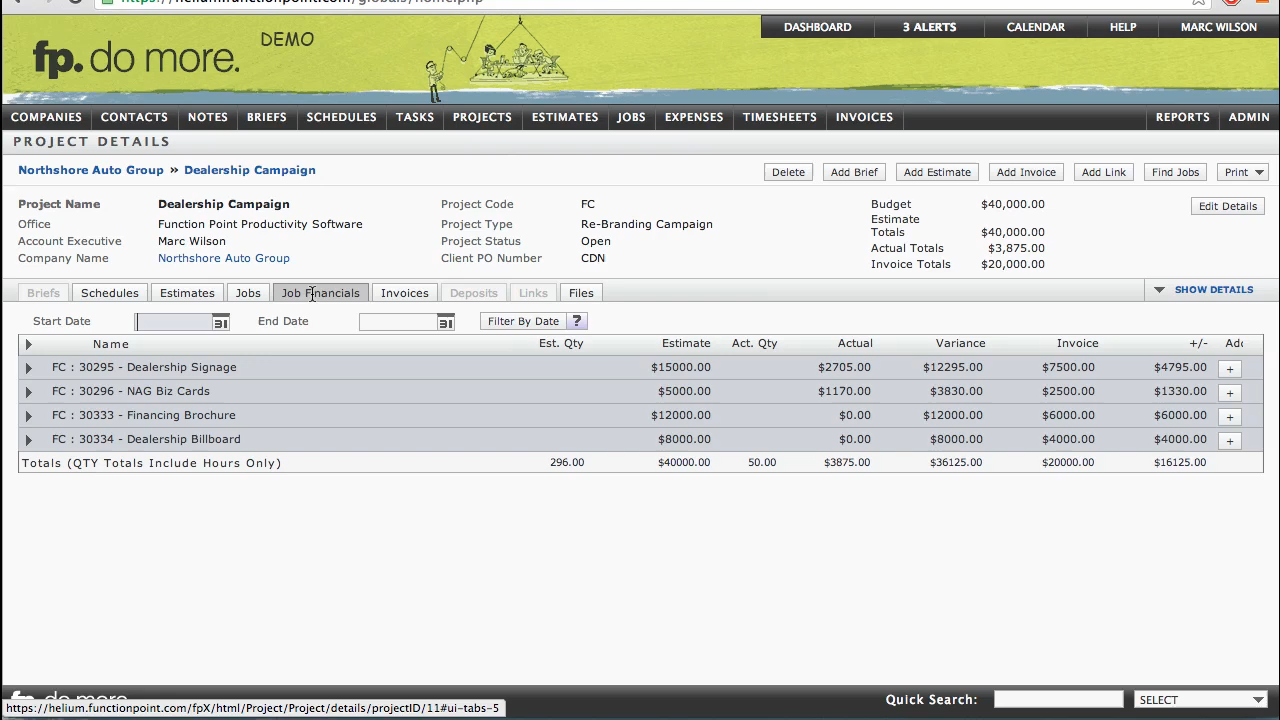 DEMO
fp. do more.
DASHBOARD 3 ALERTS CALENDAR HELP MARC WILSON
COMPANIES CONTACTS NOTES BRIEFS SCHEDULES TASKS PROJECTS ESTIMATES JOBS EXPENSES TIMESHEETS INVOICES REPORTS ADMIN
PROJECT DETAILS
Northshore Auto Group » Dealership Campaign
Delete Add Brief Add Estimate Add Invoice Add Link Find Jobs Print
Project Name Dealership Campaign Project Code FC Budget $40,000.00 Edit Details
Office Function Point Productivity Software Project Type Re-Branding Campaign Estimate Totals $40,000.00
Account Executive Marc Wilson Project Status Open Actual Totals $3,875.00
Company Name Northshore Auto Group Client PO Number CDN Invoice Totals $20,000.00
Briefs Schedules Estimates Jobs Job Financials Invoices Deposits Links Files SHOW DETAILS
Start Date 31 End Date 31 Filter By Date ?
Name Est. Qty Estimate Act. Qty Actual Variance Invoice +/- Add
FC : 30295 - Dealership Signage $15000.00 $2705.00 $12295.00 $7500.00 $4795.00 +
FC : 30296 - NAG Biz Cards $5000.00 $1170.00 $3830.00 $2500.00 $1330.00 +
FC : 30333 - Financing Brochure $12000.00 $0.00 $12000.00 $6000.00 $6000.00 +
FC : 30334 - Dealership Billboard $8000.00 $0.00 $8000.00 $4000.00 $4000.00 +
Totals (QTY Totals Include Hours Only) 296.00 $40000.00 50.00 $3875.00 $36125.00 $20000.00 $16125.00
fp. do more. Quick Search: SELECT
https://helium.functionpoint.com/fpX/html/Project/Project/details/projectID/11#ui-tabs-5